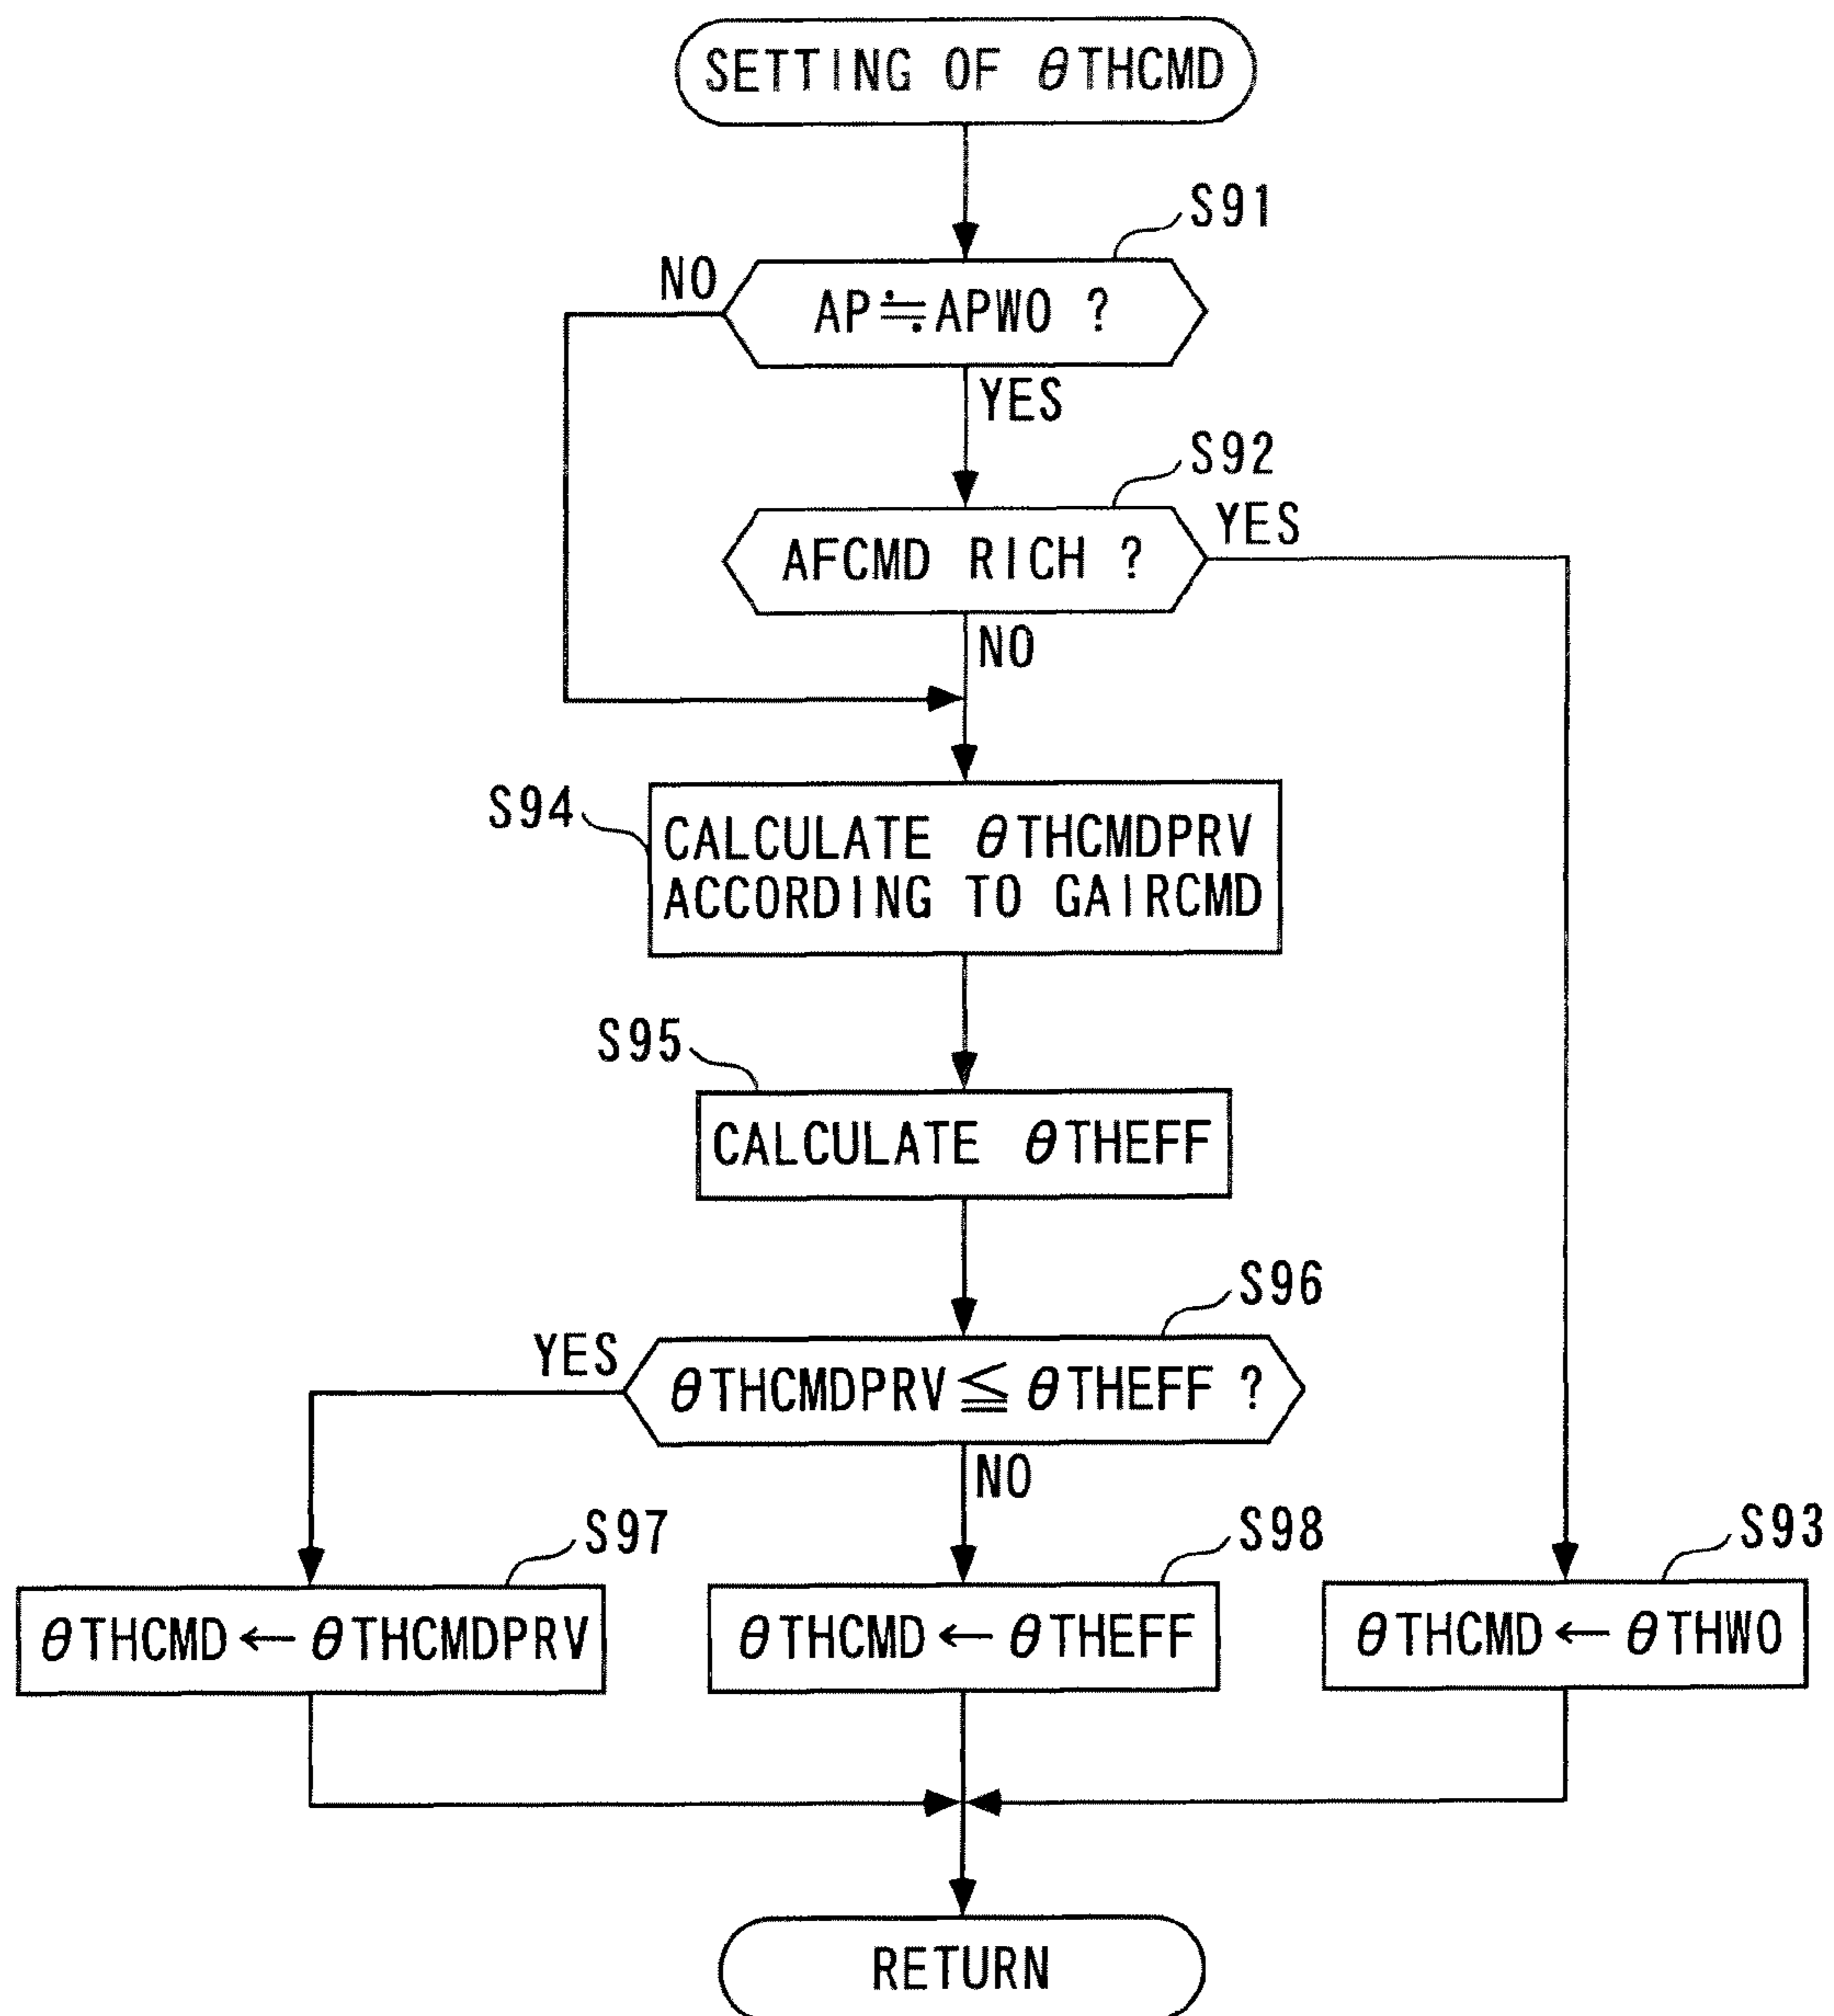 SETTING OF θTHCMD
S91
NO
AP≒APWO ?
YES
S92
YES
AFCMD RICH ?
NO
S94
CALCULATE θTHCMDPRV
ACCORDING TO GAIRCMD
S95
CALCULATE θTHEFF
S96
YES
θTHCMDPRV≦θTHEFF ?
NO
S97
S98
S93
θTHCMD←θTHCMDPRV
θTHCMD←θTHEFF
θTHCMD←θTHWO
RETURN